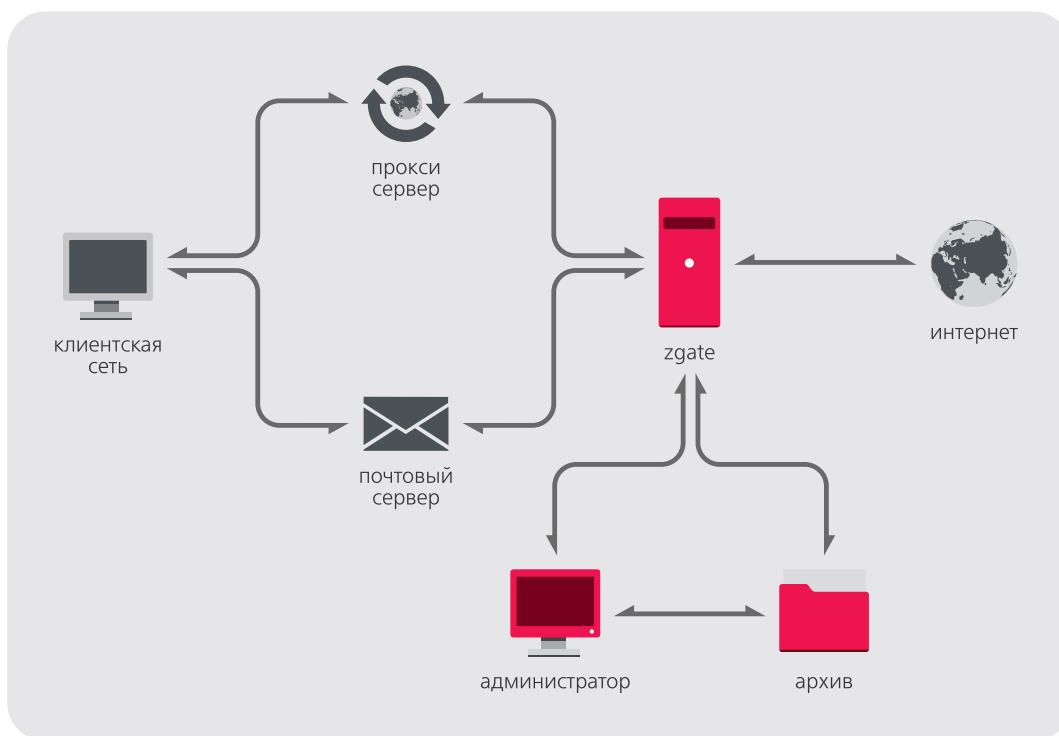 прокси
сервер
клиентская
сеть
zgate
интернет
почтовый
сервер
администратор
архив